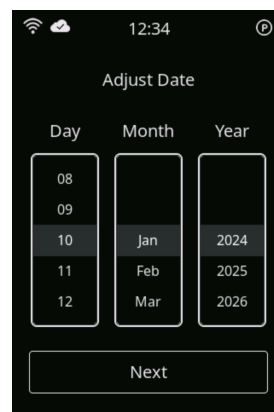 12:34 P
Adjust Date
Day Month Year
08
09
10 Jan 2024
11 Feb 2025
12 Mar 2026
Next